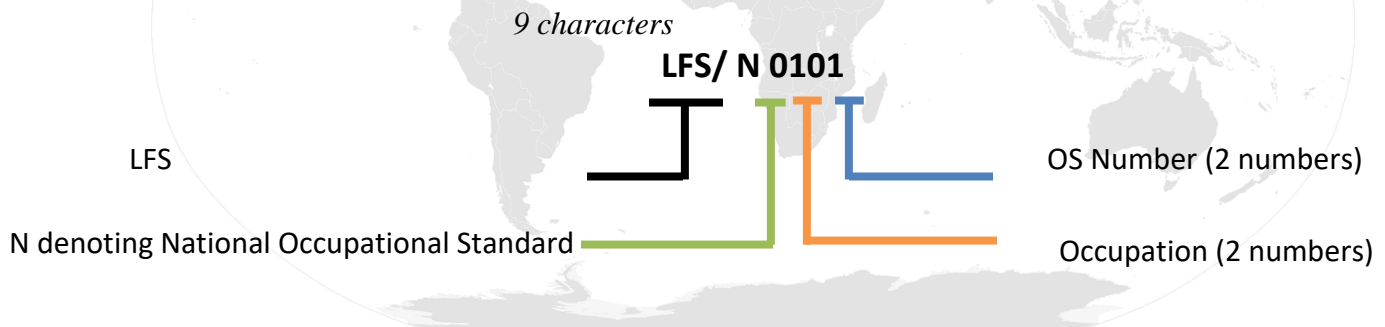 9 characters
LFS/ N 0101
LFS
OS Number (2 numbers)
N denoting National Occupational Standard
Occupation (2 numbers)